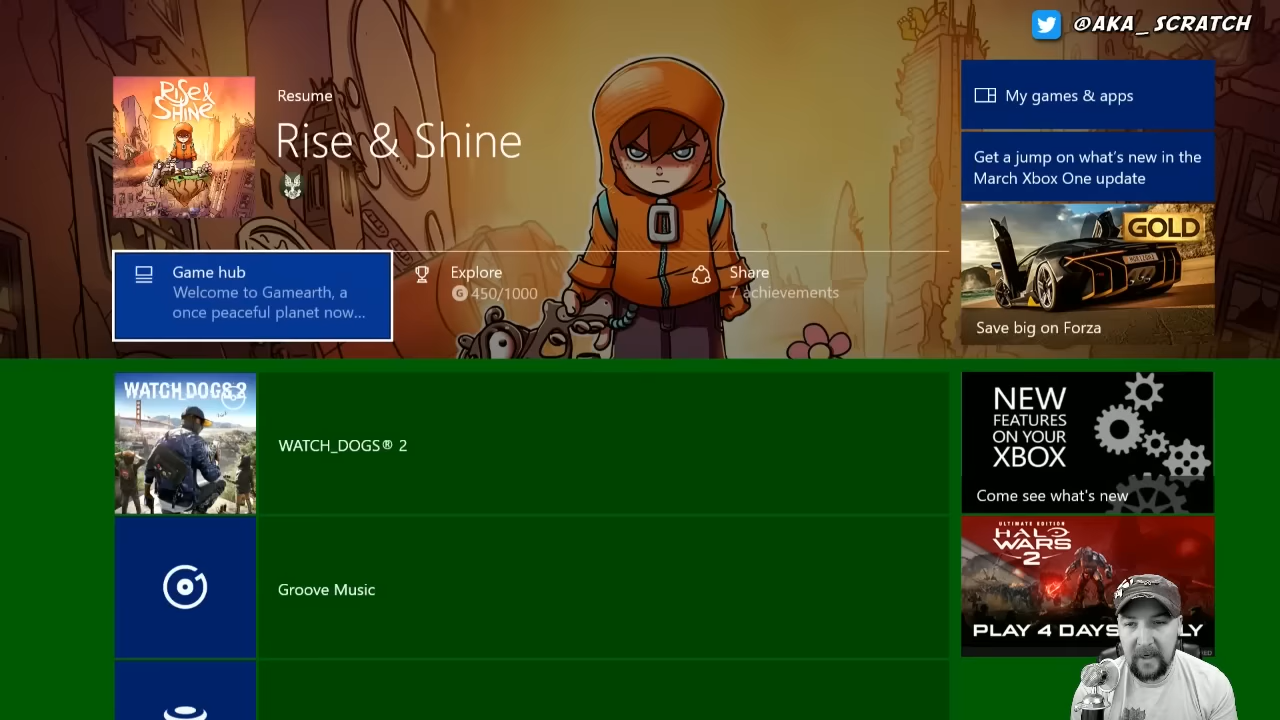 @AKA_SCRATCH
RISE &
SHINE
Resume
Rise & Shine
My games & apps
Get a jump on what's new in the
March Xbox One update
GOLD
Save big on Forza
Game hub
Welcome to Gamearth, a
once peaceful planet now...
Explore
G 450/1000
Share
7 achievements
WATCH_DOGS 2
WATCH_DOGS® 2
NEW
FEATURES
ON YOUR
XBOX
Come see what's new
Groove Music
ULTIMATE EDITION
HALO
WARS
2
PLAY 4 DAYS
LY